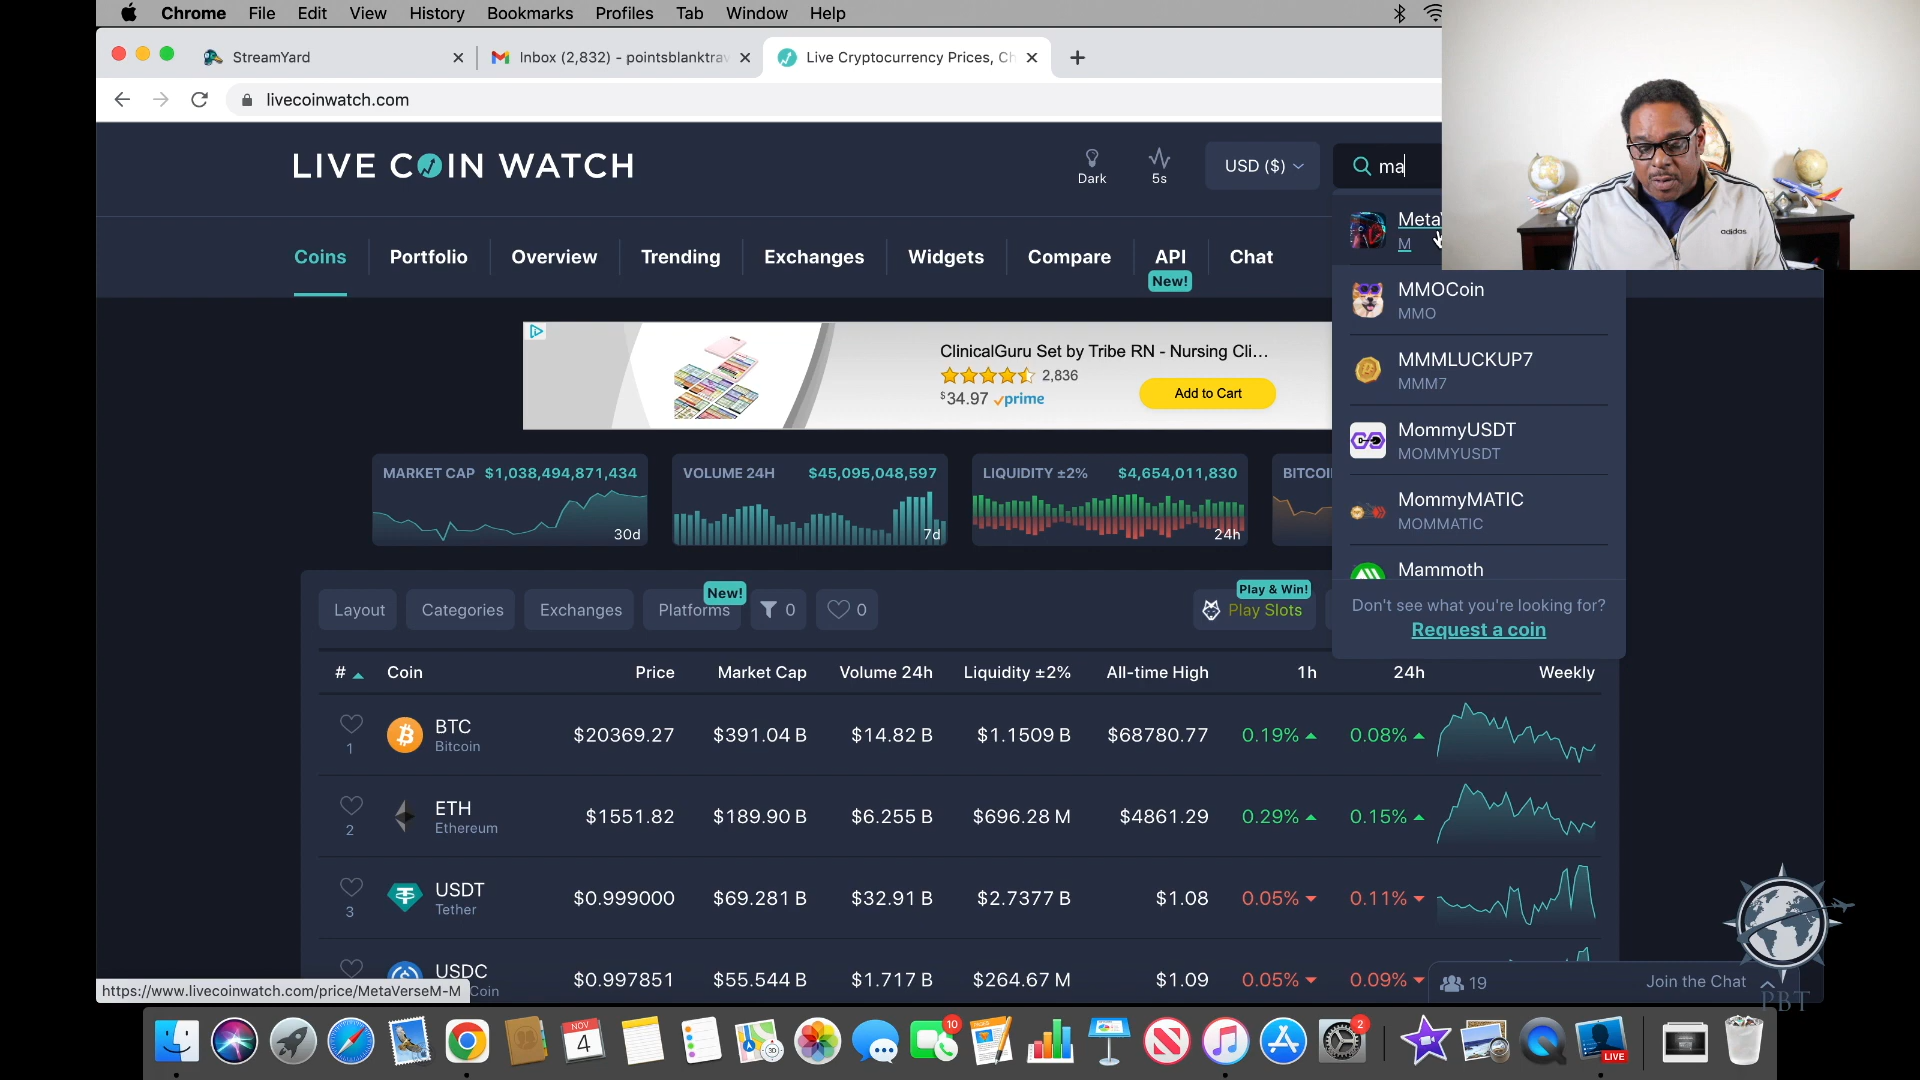 Chrome File Edit View History Bookmarks Profiles Tab Window Help
StreamYard
Inbox (2,832) - pointsblanktrav
Live Cryptocurrency Prices, Ch
livecoinwatch.com
LIVE COIN WATCH
Dark
5s
USD ($)
ma
Coins Portfolio Overview Trending Exchanges Widgets Compare API Chat
New!
Meta
M
MMOCoin
MMO
MMMLUCKUP7
MMM7
MommyUSDT
MOMMYUSDT
MommyMATIC
MOMMATIC
Mammoth
Don't see what you're looking for?
Request a coin
adidas
ClinicalGuru Set by Tribe RN - Nursing Cli...
2,836
$34.97 prime
Add to Cart
MARKET CAP $1,038,494,871,434
30d
VOLUME 24H $45,095,048,597
7d
LIQUIDITY ±2% $4,654,011,830
24h
BITCOI
Layout Categories Exchanges Platforms 0 0
New!
Play & Win!
Play Slots
# Coin Price Market Cap Volume 24h Liquidity ±2% All-time High 1h 24h Weekly
1 BTC Bitcoin $20369.27 $391.04 B $14.82 B $1.1509 B $68780.77 0.19% 0.08%
2 ETH Ethereum $1551.82 $189.90 B $6.255 B $696.28 M $4861.29 0.29% 0.15%
3 USDT Tether $0.999000 $69.281 B $32.91 B $2.7377 B $1.08 0.05% 0.11%
USDC Coin $0.997851 $55.544 B $1.717 B $264.67 M $1.09 0.05% 0.09%
https://www.livecoinwatch.com/price/MetaVerseM-M
19
Join the Chat
PBT
NOV
4
3D
10
2
LIVE